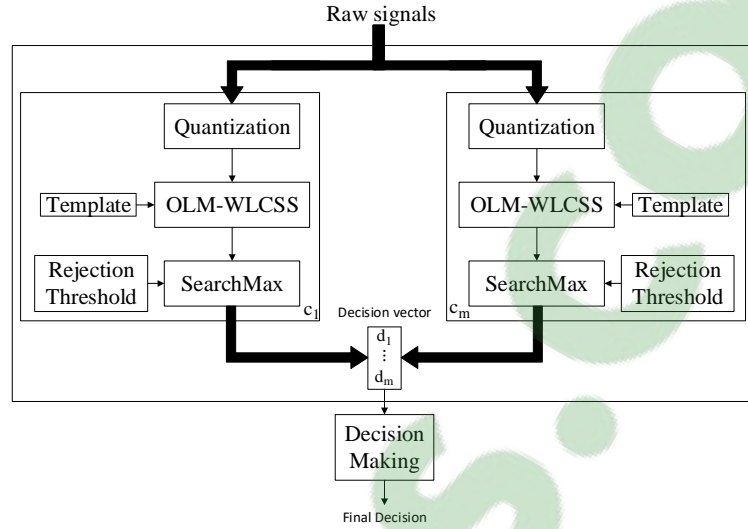 Raw signals
Quantization
OLM-WLCSS
Template
Rejection
Threshold
SearchMax
c1
Quantization
OLM-WLCSS
Template
SearchMax
Rejection
Threshold
cm
Decision vector
d1
⋮
dm
Decision
Making
Final Decision
s.co